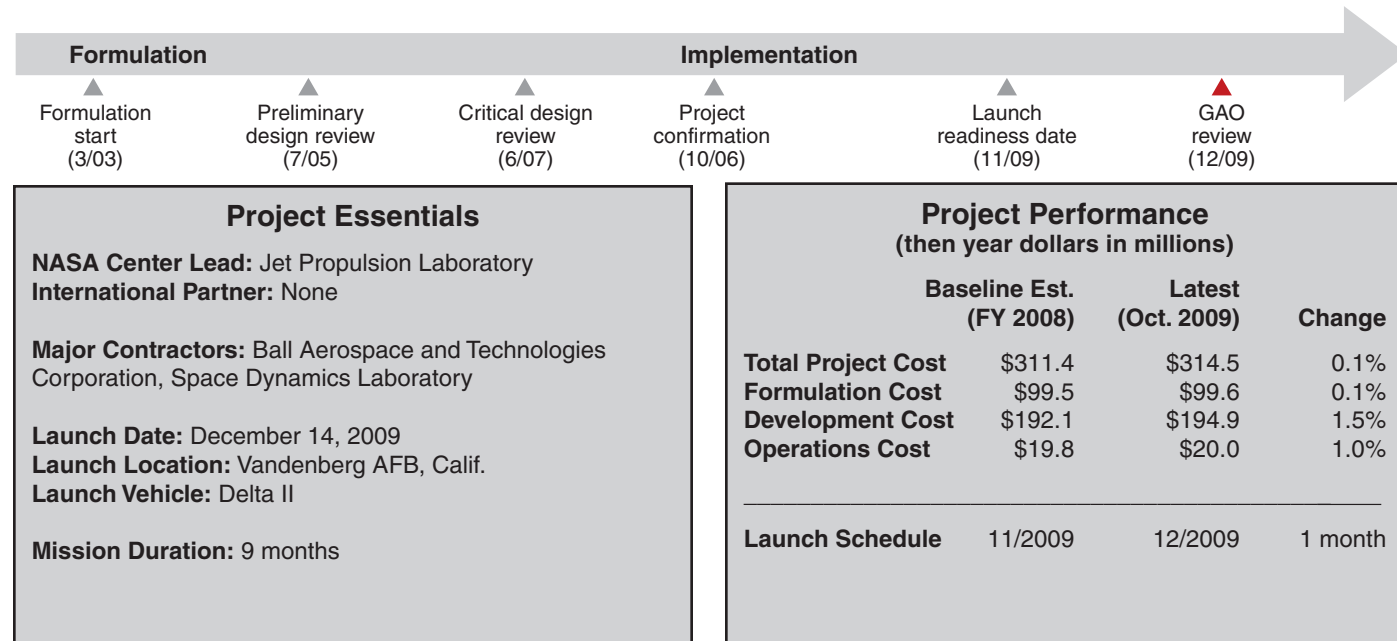 Formulation
Implementation
Formulation
start
(3/03)
Preliminary
design review
(7/05)
Critical design
review
(6/07)
Project
confirmation
(10/06)
Launch
readiness date
(11/09)
GAO
review
(12/09)
Project Essentials
NASA Center Lead: Jet Propulsion Laboratory
International Partner: None
Major Contractors: Ball Aerospace and Technologies
Corporation, Space Dynamics Laboratory
Launch Date: December 14, 2009
Launch Location: Vandenberg AFB, Calif.
Launch Vehicle: Delta II
Mission Duration: 9 months
Project Performance
(then year dollars in millions)
Baseline Est. Latest
(FY 2008) (Oct. 2009) Change
Total Project Cost $311.4 $314.5 0.1%
Formulation Cost $99.5 $99.6 0.1%
Development Cost $192.1 $194.9 1.5%
Operations Cost $19.8 $20.0 1.0%
Launch Schedule 11/2009 12/2009 1 month